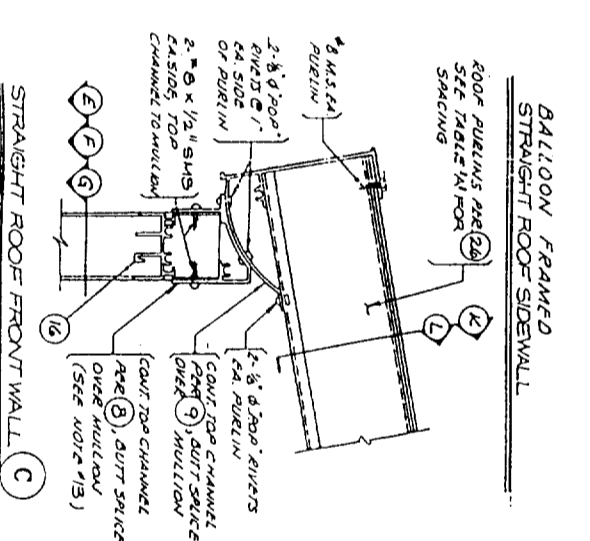 BALLOON FRAMED
STRAIGHT ROOF SIDEWALL
ROOF PURLINS PER 26
SEE TABLE 'A' FOR
SPACING
K
L
#8 M.S. EA
PURLIN
2-⅛ ϕ 'POP'
RIVETS @ 1"
EA. SIDE
OF PURLIN
2-#8 x 1/2" SMS
EA. SIDE, TOP
CHANNEL TO MULLION
E F G
2-⅛ ϕ 'POP' RIVETS
EA. PURLIN
CONT. TOP CHANNEL
PER 9, BUTT SPLICE
OVER MULLION
CONT. TOP CHANNEL
PER 8, BUTT SPLICE
OVER MULLION
(SEE NOTE #13)
16
STRAIGHT ROOF FRONT WALL C